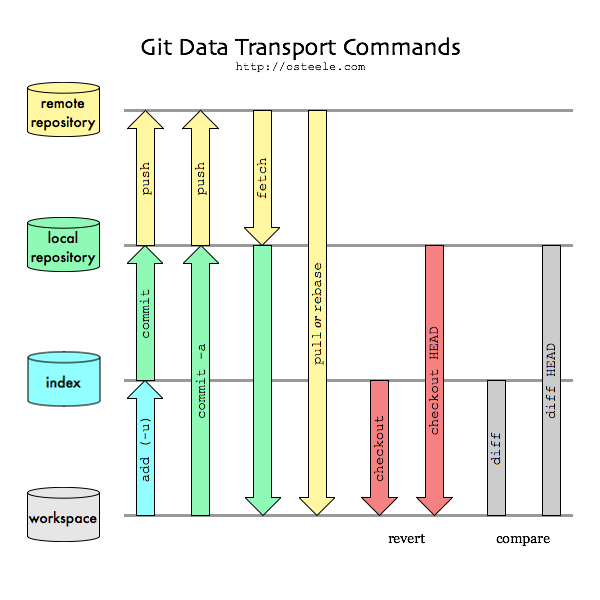 Git Data Transport Commands
http://osteele.com
remote
repository
push
push
fetch
local
repository
commit
commit -a
pull or rebase
checkout HEAD
diff HEAD
index
add (-u)
checkout
diff
workspace
revert
compare